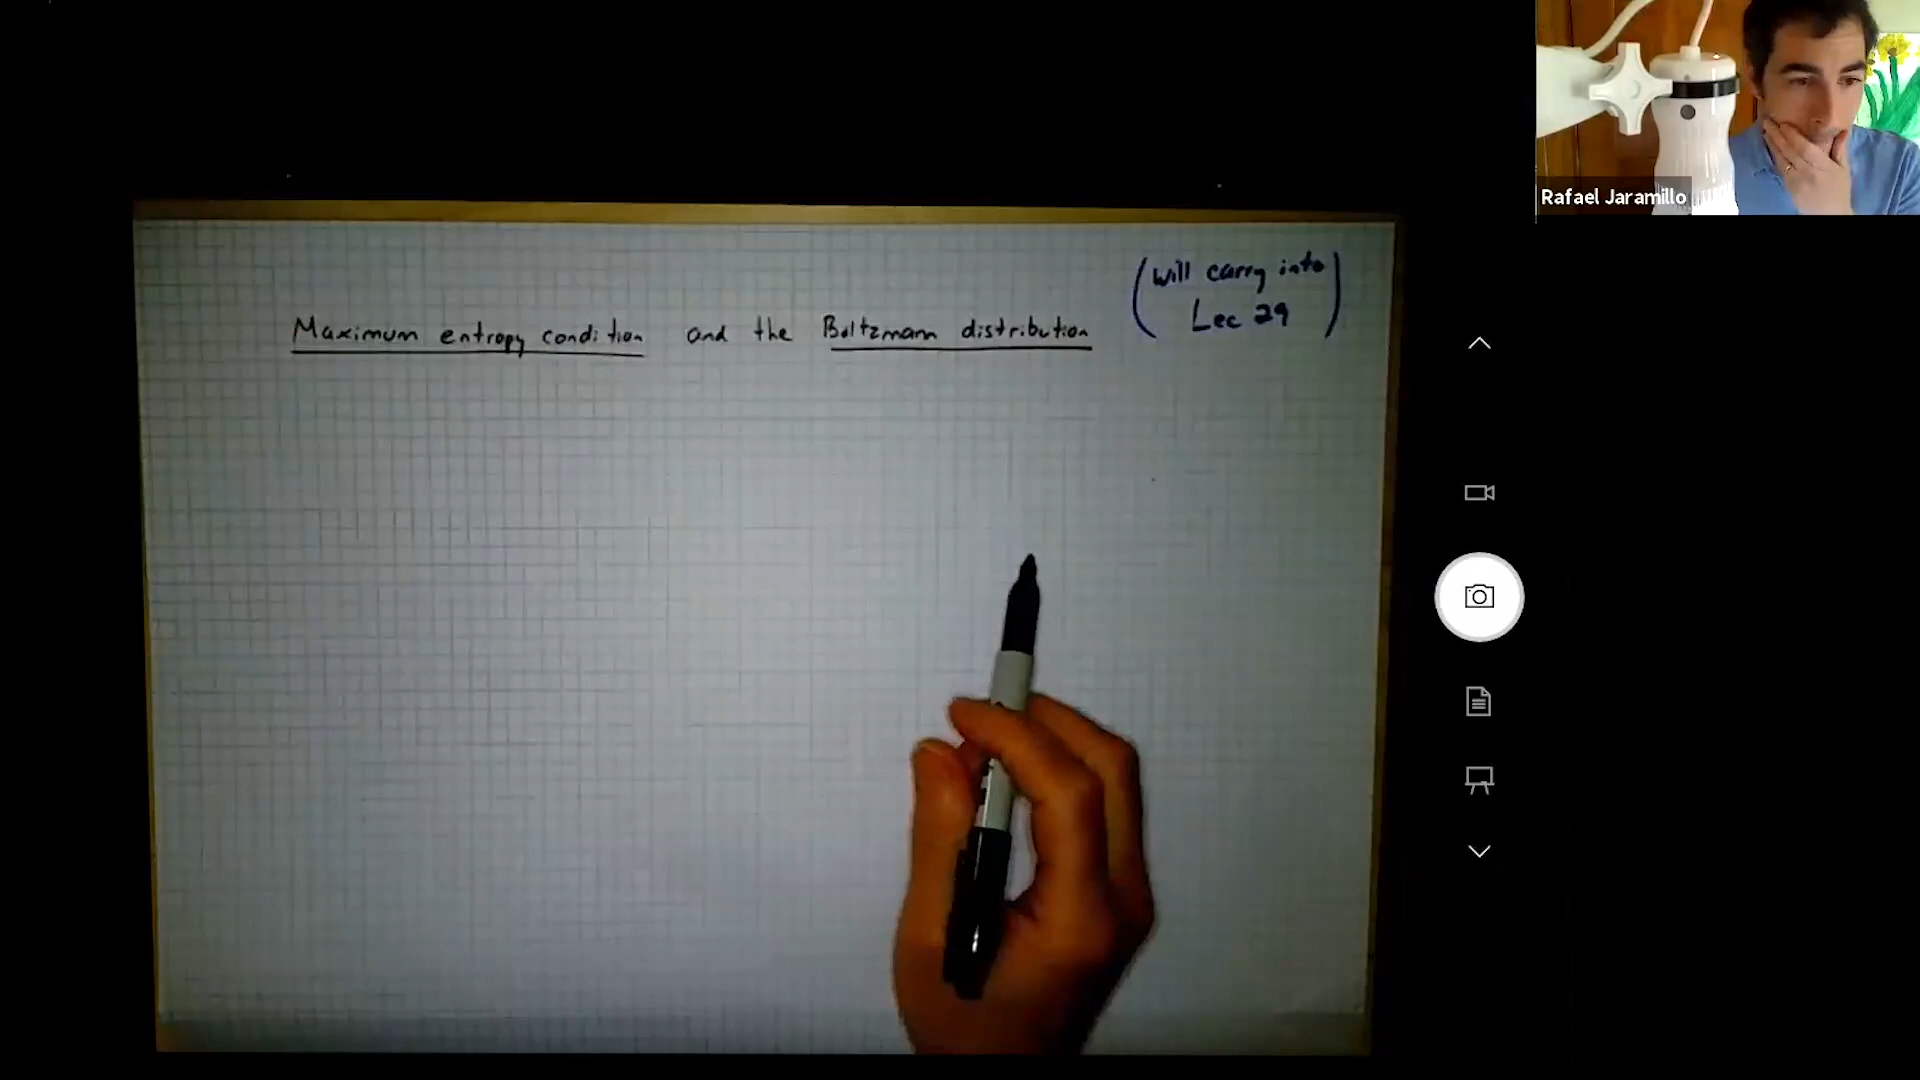 Rafael Jaramillo
(will carry into
Lec 29)
Maximum entropy condition and the Boltzmann distribution